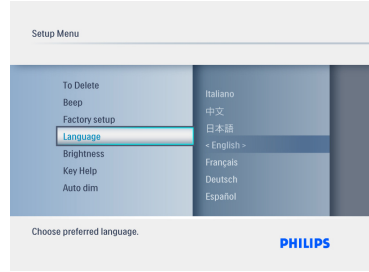 Setup Menu
To Delete
Beep
Factory setup
Language
Brightness
Key Help
Auto dim
Italiano
中文
日本語
< English >
Français
Deutsch
Español
Choose preferred language.
PHILIPS